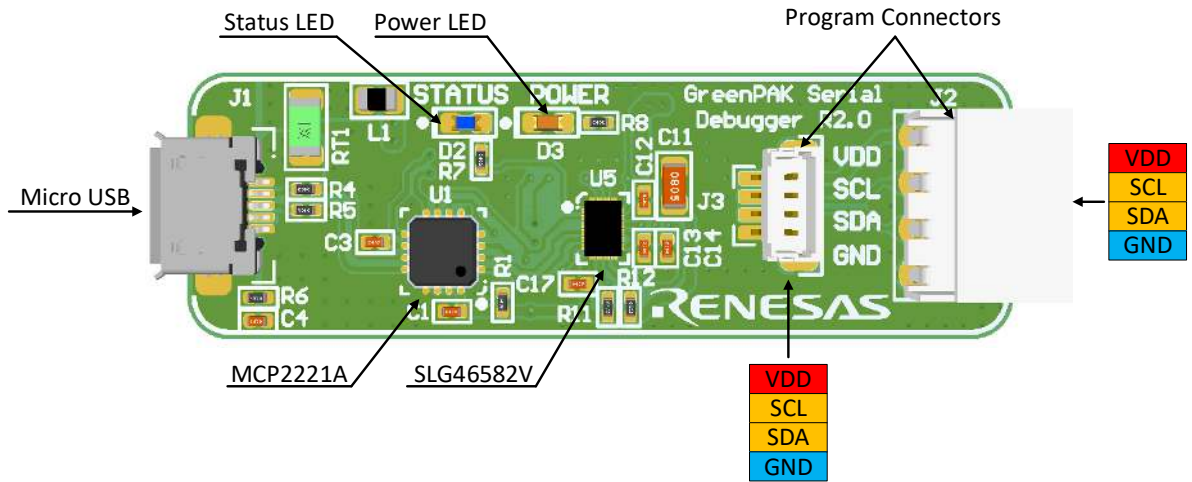 Status LED
Power LED
Program Connectors
J1
STATUS
POWER
GreenPAK Serial
Debugger R2.0
J2
L1
RT1
D2
D3
R8
R7
C12
C11
VDD
SCL
SDA
GND
U1
U5
J3
Micro USB
R4
R5
C3
R1
C17
R12
C13
C14
R6
C4
C1
R11
RENESAS
MCP2221A
SLG46582V
VDD
SCL
SDA
GND
VDD
SCL
SDA
GND